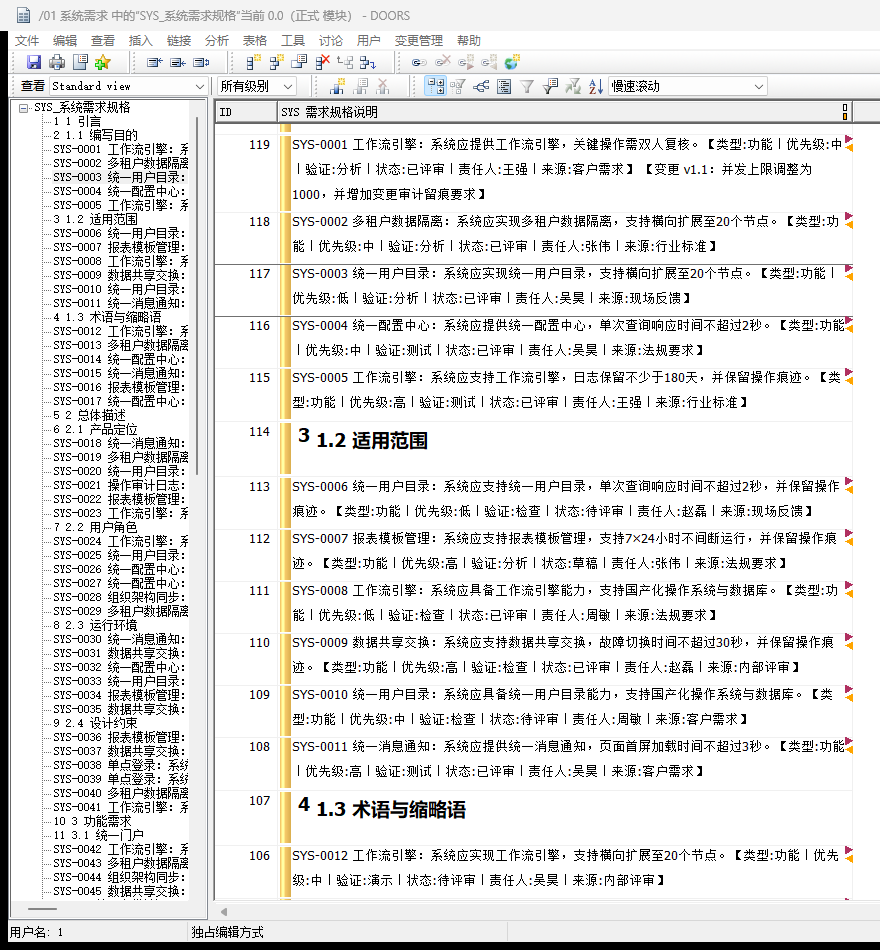 /01 系统需求 中的"SYS_系统需求规格"当前 0.0（正式 模块） - DOORS
文件 编辑 查看 插入 链接 分析 表格 工具 讨论 用户 变更管理 帮助
查看 Standard view 所有级别 慢速滚动
SYS_系统需求规格
1 1 引言
2 1.1 编写目的
SYS-0001 工作流引擎: 系
SYS-0002 多租户数据隔离
SYS-0003 统一用户目录:
SYS-0004 统一配置中心:
SYS-0005 工作流引擎: 系
3 1.2 适用范围
SYS-0006 统一用户目录:
SYS-0007 报表模板管理:
SYS-0008 工作流引擎: 系
SYS-0009 数据共享交换:
SYS-0010 统一用户目录:
SYS-0011 统一消息通知:
4 1.3 术语与缩略语
SYS-0012 工作流引擎: 系
SYS-0013 多租户数据隔离
SYS-0014 统一配置中心:
SYS-0015 统一消息通知:
SYS-0016 报表模板管理:
SYS-0017 统一配置中心:
5 2 总体描述
6 2.1 产品定位
SYS-0018 统一消息通知:
SYS-0019 多租户数据隔离
SYS-0020 统一用户目录:
SYS-0021 操作审计日志:
SYS-0022 报表模板管理:
SYS-0023 工作流引擎: 系
7 2.2 用户角色
SYS-0024 工作流引擎: 系
SYS-0025 统一用户目录:
SYS-0026 统一配置中心:
SYS-0027 统一配置中心:
SYS-0028 组织架构同步:
SYS-0029 多租户数据隔离
8 2.3 运行环境
SYS-0030 统一消息通知:
SYS-0031 数据共享交换:
SYS-0032 统一配置中心:
SYS-0033 统一用户目录:
SYS-0034 报表模板管理:
SYS-0035 数据共享交换:
9 2.4 设计约束
SYS-0036 报表模板管理:
SYS-0037 数据共享交换:
SYS-0038 单点登录: 系统
SYS-0039 单点登录: 系统
SYS-0040 多租户数据隔离
SYS-0041 工作流引擎: 系
10 3 功能需求
11 3.1 统一门户
SYS-0042 工作流引擎: 系
SYS-0043 多租户数据隔离
SYS-0044 组织架构同步:
SYS-0045 数据共享交换:
ID SYS 需求规格说明
119 SYS-0001 工作流引擎：系统应提供工作流引擎，关键操作需双人复核。【类型:功能｜优先级:中
｜验证:分析｜状态:已评审｜责任人:王强｜来源:客户需求】【变更 v1.1：并发上限调整为
1000，并增加变更审计留痕要求】
118 SYS-0002 多租户数据隔离：系统应实现多租户数据隔离，支持横向扩展至20个节点。【类型:功
能｜优先级:中｜验证:分析｜状态:已评审｜责任人:张伟｜来源:行业标准】
117 SYS-0003 统一用户目录：系统应实现统一用户目录，支持横向扩展至20个节点。【类型:功能｜
优先级:低｜验证:分析｜状态:已评审｜责任人:吴昊｜来源:现场反馈】
116 SYS-0004 统一配置中心：系统应提供统一配置中心，单次查询响应时间不超过2秒。【类型:功能
｜优先级:中｜验证:测试｜状态:已评审｜责任人:吴昊｜来源:法规要求】
115 SYS-0005 工作流引擎：系统应支持工作流引擎，日志保留不少于180天，并保留操作痕迹。【类
型:功能｜优先级:高｜验证:测试｜状态:已评审｜责任人:王强｜来源:行业标准】
114 3 1.2 适用范围
113 SYS-0006 统一用户目录：系统应支持统一用户目录，单次查询响应时间不超过2秒，并保留操作
痕迹。【类型:功能｜优先级:低｜验证:检查｜状态:待评审｜责任人:赵磊｜来源:现场反馈】
112 SYS-0007 报表模板管理：系统应支持报表模板管理，支持7×24小时不间断运行，并保留操作痕
迹。【类型:功能｜优先级:高｜验证:分析｜状态:草稿｜责任人:张伟｜来源:法规要求】
111 SYS-0008 工作流引擎：系统应具备工作流引擎能力，支持国产化操作系统与数据库。【类型:功
能｜优先级:低｜验证:检查｜状态:已评审｜责任人:周敏｜来源:法规要求】
110 SYS-0009 数据共享交换：系统应支持数据共享交换，故障切换时间不超过30秒，并保留操作痕
迹。【类型:功能｜优先级:高｜验证:检查｜状态:已评审｜责任人:赵磊｜来源:内部评审】
109 SYS-0010 统一用户目录：系统应具备统一用户目录能力，支持国产化操作系统与数据库。【类
型:功能｜优先级:中｜验证:检查｜状态:待评审｜责任人:周敏｜来源:客户需求】
108 SYS-0011 统一消息通知：系统应提供统一消息通知，页面首屏加载时间不超过3秒。【类型:功能
｜优先级:高｜验证:测试｜状态:已评审｜责任人:吴昊｜来源:客户需求】
107 4 1.3 术语与缩略语
106 SYS-0012 工作流引擎：系统应实现工作流引擎，支持横向扩展至20个节点。【类型:功能｜优先
级:中｜验证:演示｜状态:待评审｜责任人:吴昊｜来源:内部评审】
用户名: 1 独占编辑方式